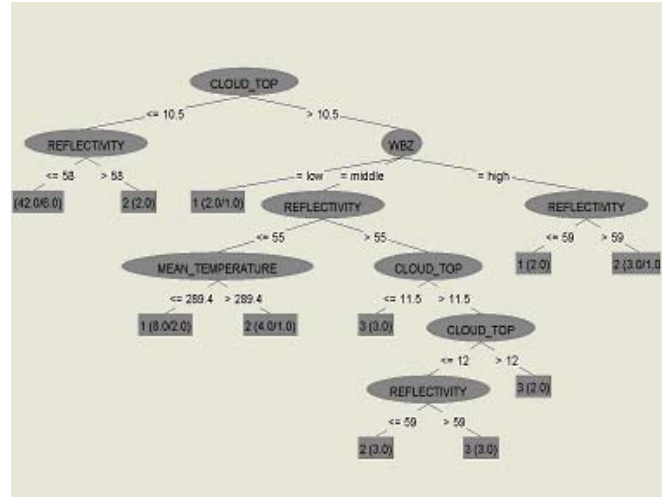 CLOUD_TOP
<= 10.5 > 10.5
REFLECTIVITY WBZ
<= 58 > 58 = low = middle = high
(42.0/6.0) 2 (2.0) 1 (2.0/1.0) REFLECTIVITY REFLECTIVITY
<= 55 > 55 <= 59 > 59
MEAN_TEMPERATURE CLOUD_TOP 1 (2.0) 2 (3.0/1.0
<= 289.4 > 289.4 <= 11.5 > 11.5
1 (8.0/2.0) 2 (4.0/1.0) 3 (3.0) CLOUD_TOP
<= 12 > 12
REFLECTIVITY 3 (2.0)
<= 59 > 59
2 (3.0) 3 (3.0)